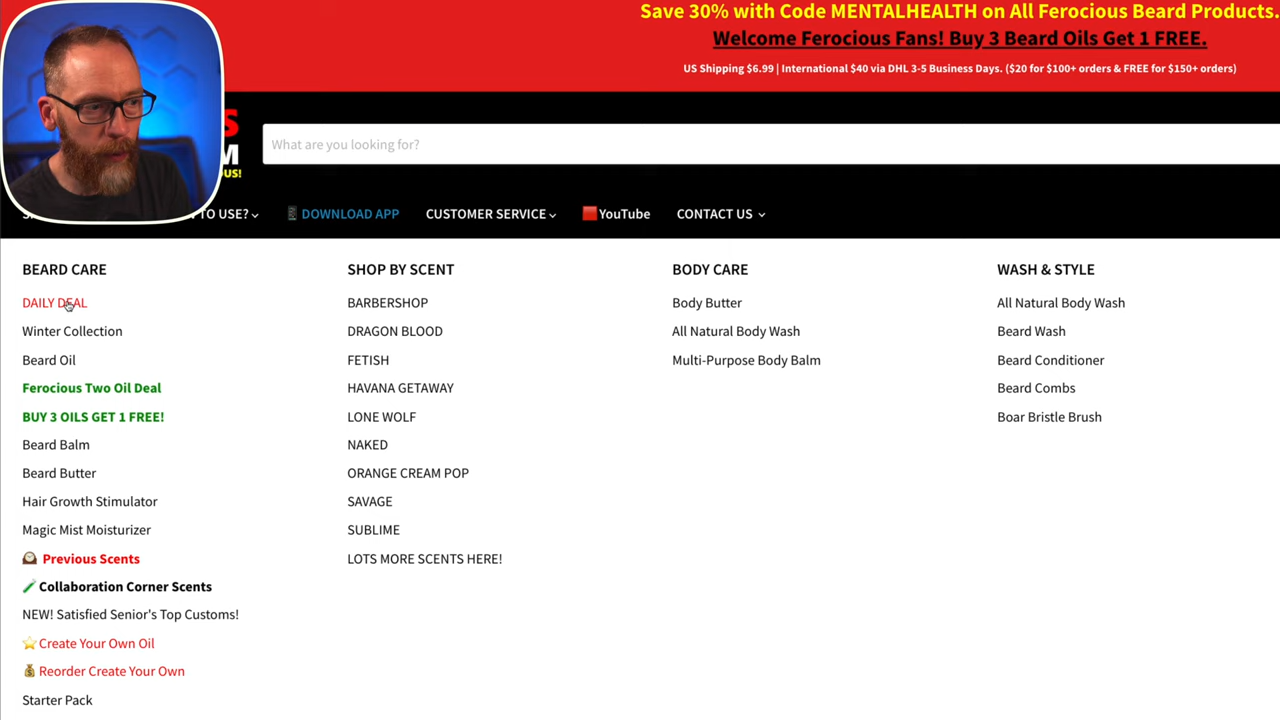 Save 30% with Code MENTALHEALTH on All Ferocious Beard Products.
Welcome Ferocious Fans! Buy 3 Beard Oils Get 1 FREE.
US Shipping $6.99 | International $40 via DHL 3-5 Business Days. ($20 for $100+ orders & FREE for $150+ orders)
What are you looking for?
TO USE? DOWNLOAD APP CUSTOMER SERVICE YouTube CONTACT US
BEARD CARE
DAILY DEAL
Winter Collection
Beard Oil
Ferocious Two Oil Deal
BUY 3 OILS GET 1 FREE!
Beard Balm
Beard Butter
Hair Growth Stimulator
Magic Mist Moisturizer
Previous Scents
Collaboration Corner Scents
NEW! Satisfied Senior's Top Customs!
Create Your Own Oil
Reorder Create Your Own
Starter Pack
SHOP BY SCENT
BARBERSHOP
DRAGON BLOOD
FETISH
HAVANA GETAWAY
LONE WOLF
NAKED
ORANGE CREAM POP
SAVAGE
SUBLIME
LOTS MORE SCENTS HERE!
BODY CARE
Body Butter
All Natural Body Wash
Multi-Purpose Body Balm
WASH & STYLE
All Natural Body Wash
Beard Wash
Beard Conditioner
Beard Combs
Boar Bristle Brush